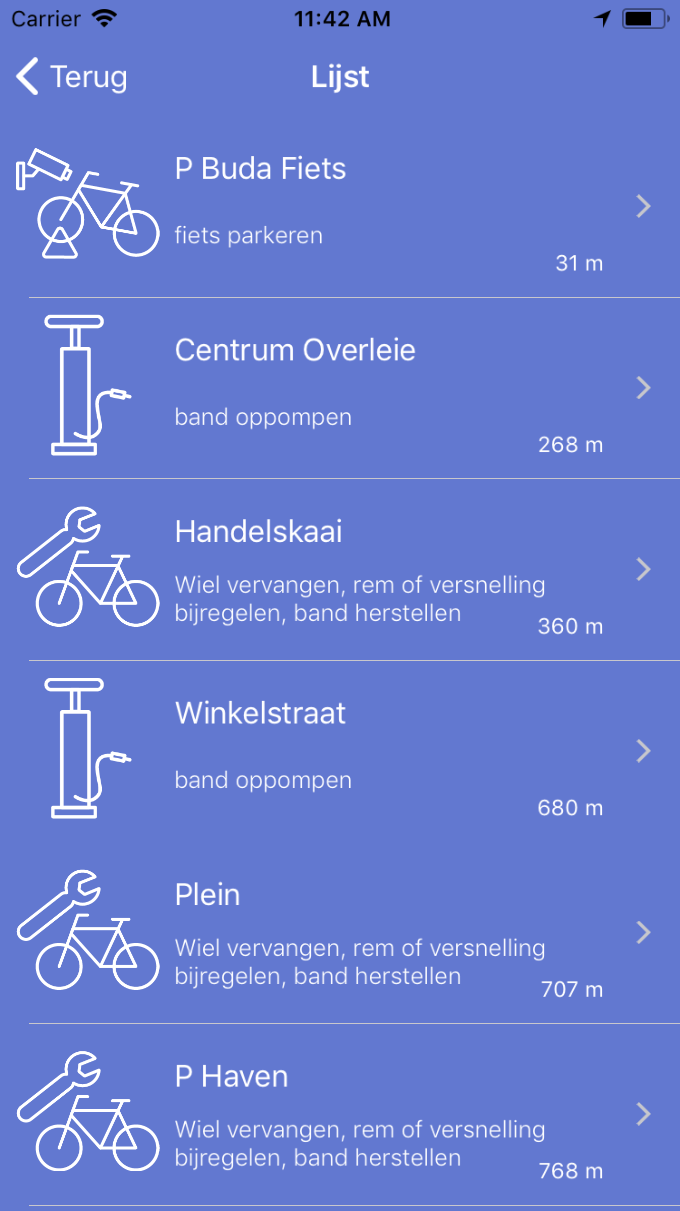 Carrier 11:42 AM
Terug Lijst
P Buda Fiets
fiets parkeren
31 m
Centrum Overleie
band oppompen
268 m
Handelskaai
Wiel vervangen, rem of versnelling
bijregelen, band herstellen
360 m
Winkelstraat
band oppompen
680 m
Plein
Wiel vervangen, rem of versnelling
bijregelen, band herstellen
707 m
P Haven
Wiel vervangen, rem of versnelling
bijregelen, band herstellen
768 m